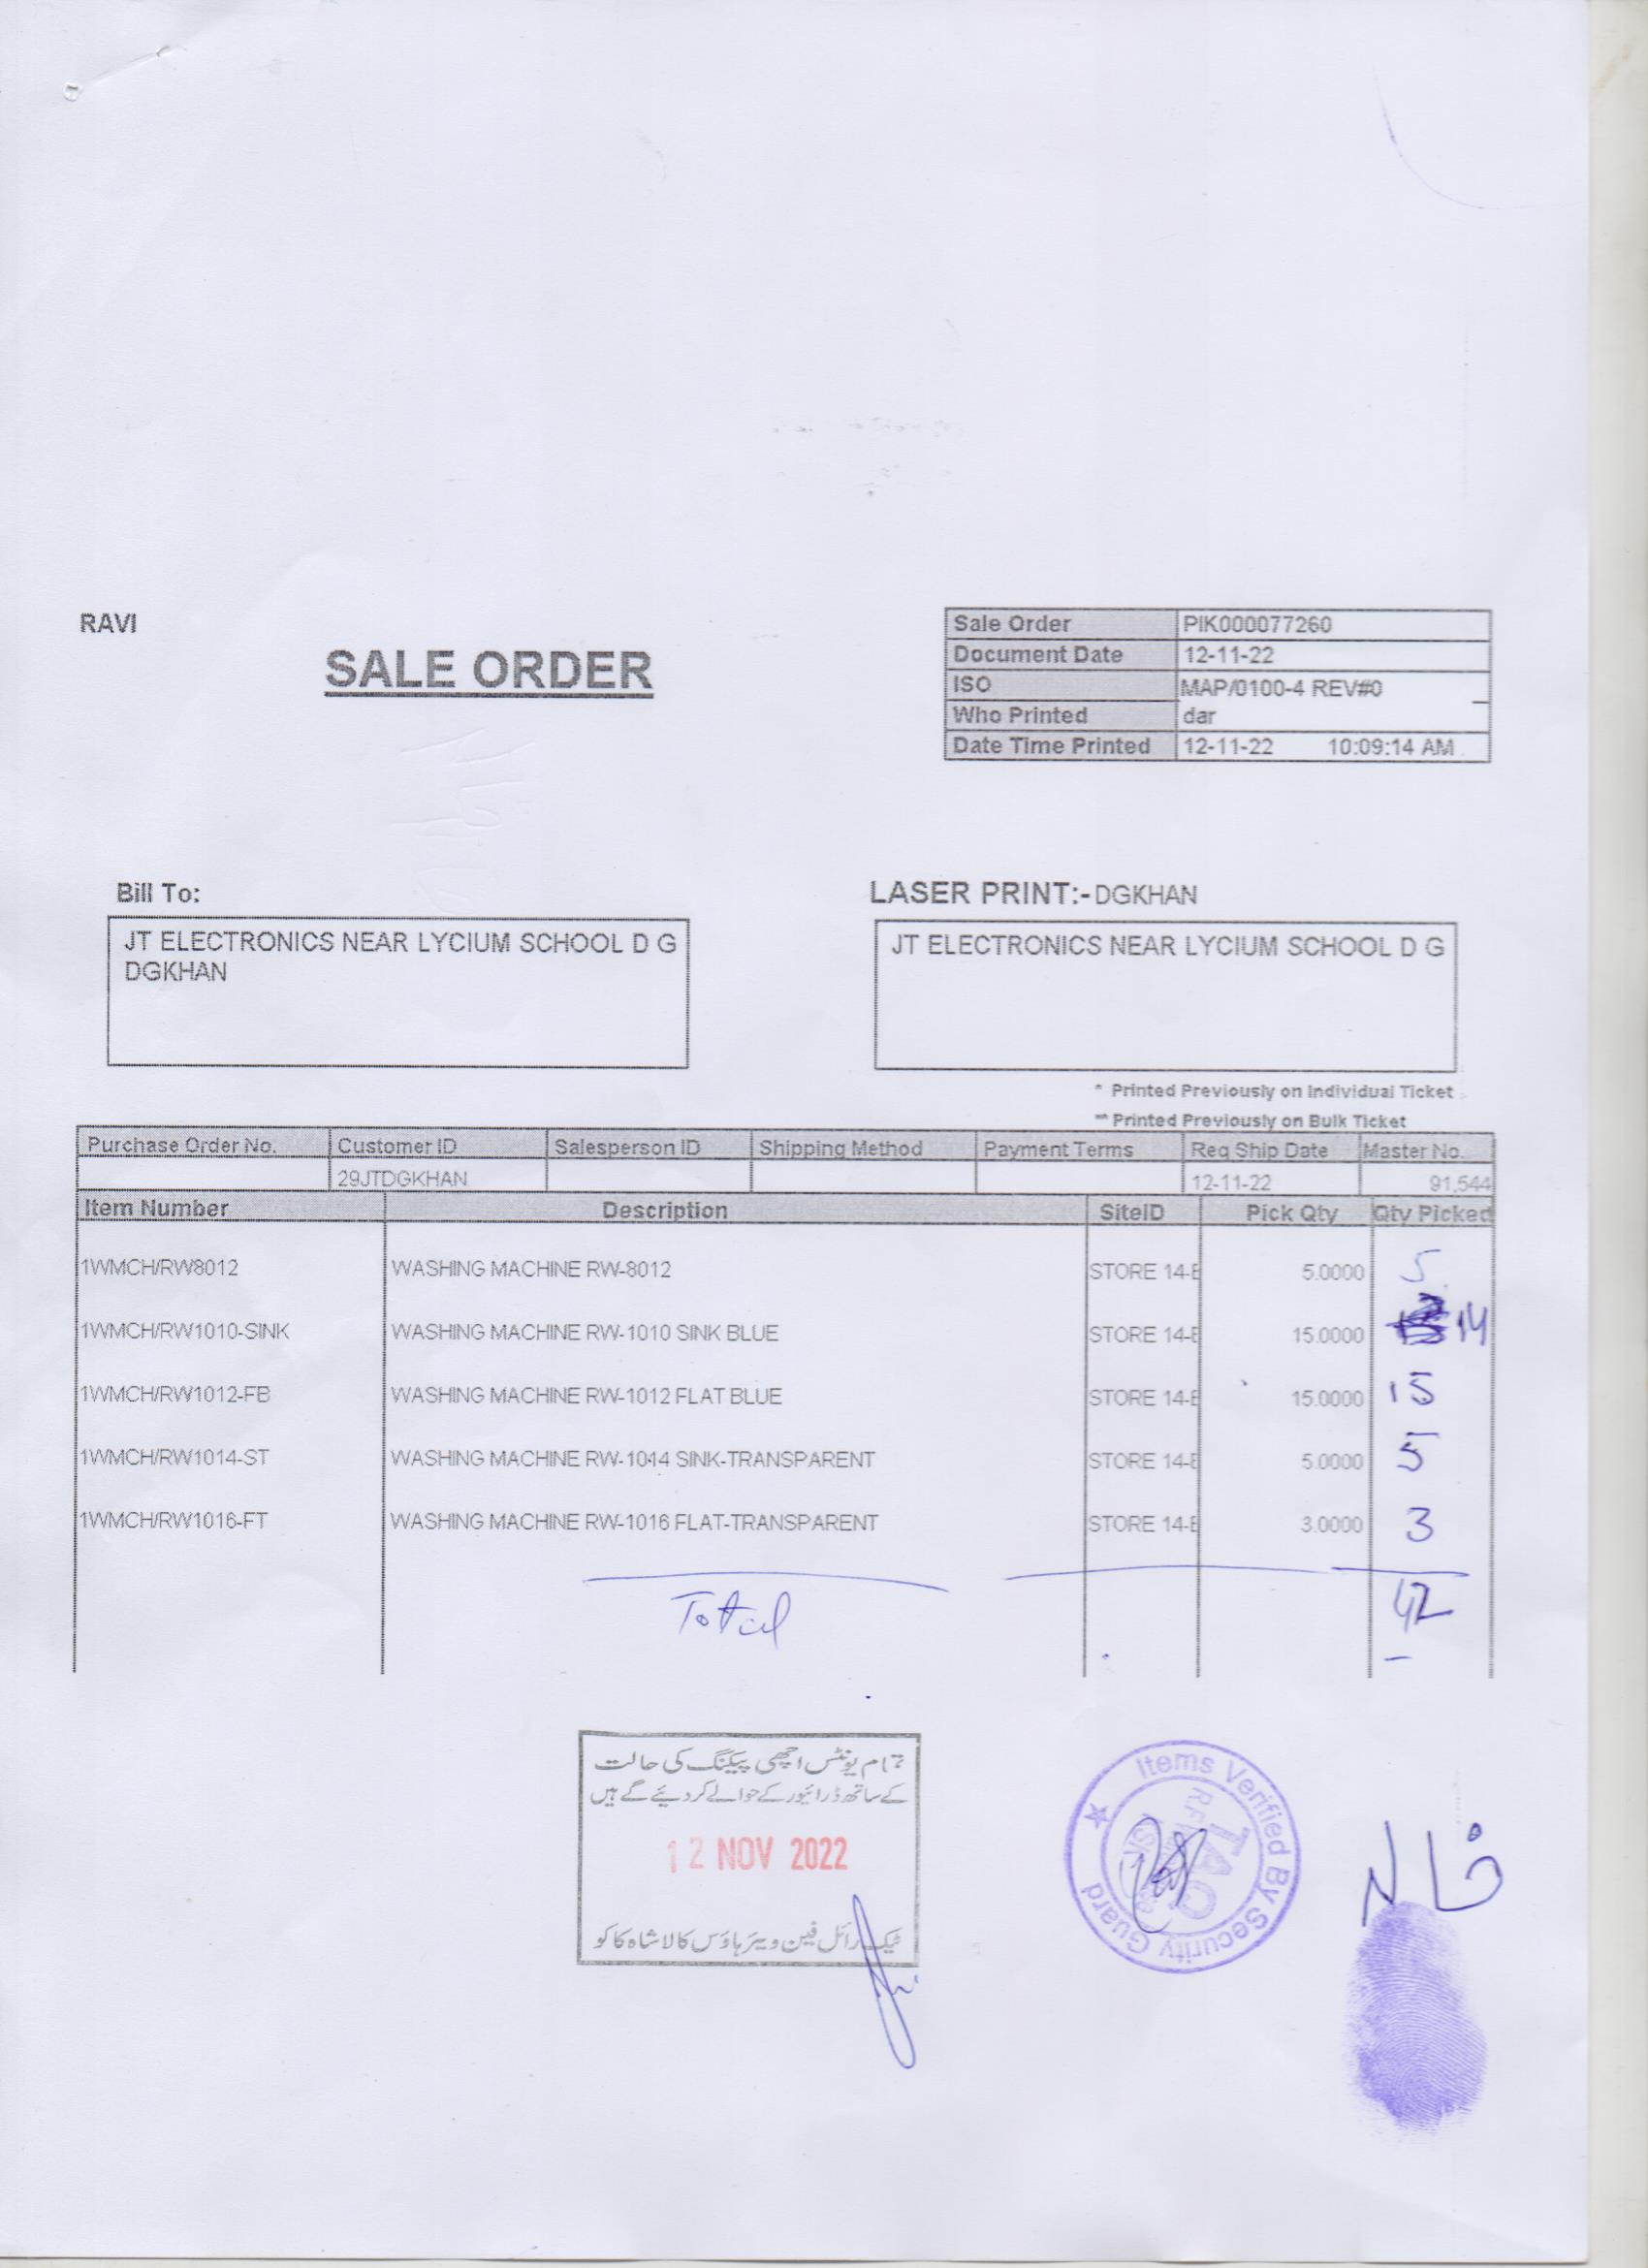 RAVI
SALE ORDER
Sale Order PIK000077260
Document Date 12-11-22
ISO MAP/0100-4 REV#0
Who Printed dar
Date Time Printed 12-11-22 10:09:14 AM
Bill To:
JT ELECTRONICS NEAR LYCIUM SCHOOL D G
DGKHAN
LASER PRINT:- DGKHAN
JT ELECTRONICS NEAR LYCIUM SCHOOL D G
* Printed Previously on Individual Ticket
** Printed Previously on Bulk Ticket
Purchase Order No. Customer ID Salesperson ID Shipping Method Payment Terms Req Ship Date Master No.
29JTDGKHAN 12-11-22 91,544
Item Number Description SiteID Pick Qty Qty Picked
1WMCH/RW8012 WASHING MACHINE RW-8012 STORE 14-E 5.0000 5
1WMCH/RW1010-SINK WASHING MACHINE RW-1010 SINK BLUE STORE 14-E 15.0000 14
1WMCH/RW1012-FB WASHING MACHINE RW-1012 FLAT BLUE STORE 14-E 15.0000 15
1WMCH/RW1014-ST WASHING MACHINE RW-1014 SINK-TRANSPARENT STORE 14-E 5.0000 5
1WMCH/RW1016-FT WASHING MACHINE RW-1016 FLAT-TRANSPARENT STORE 14-E 3.0000 3
Total 42
تمام یونٹس اچھی پیکنگ کی حالت
کے ساتھ ڈرائیور کے حوالے کر دیئے گے ہیں
12 NOV 2022
ٹیک رائل فین ویئر ہاؤس کالا شاہ کاکو
Items Verified By Security Guard
TAQ